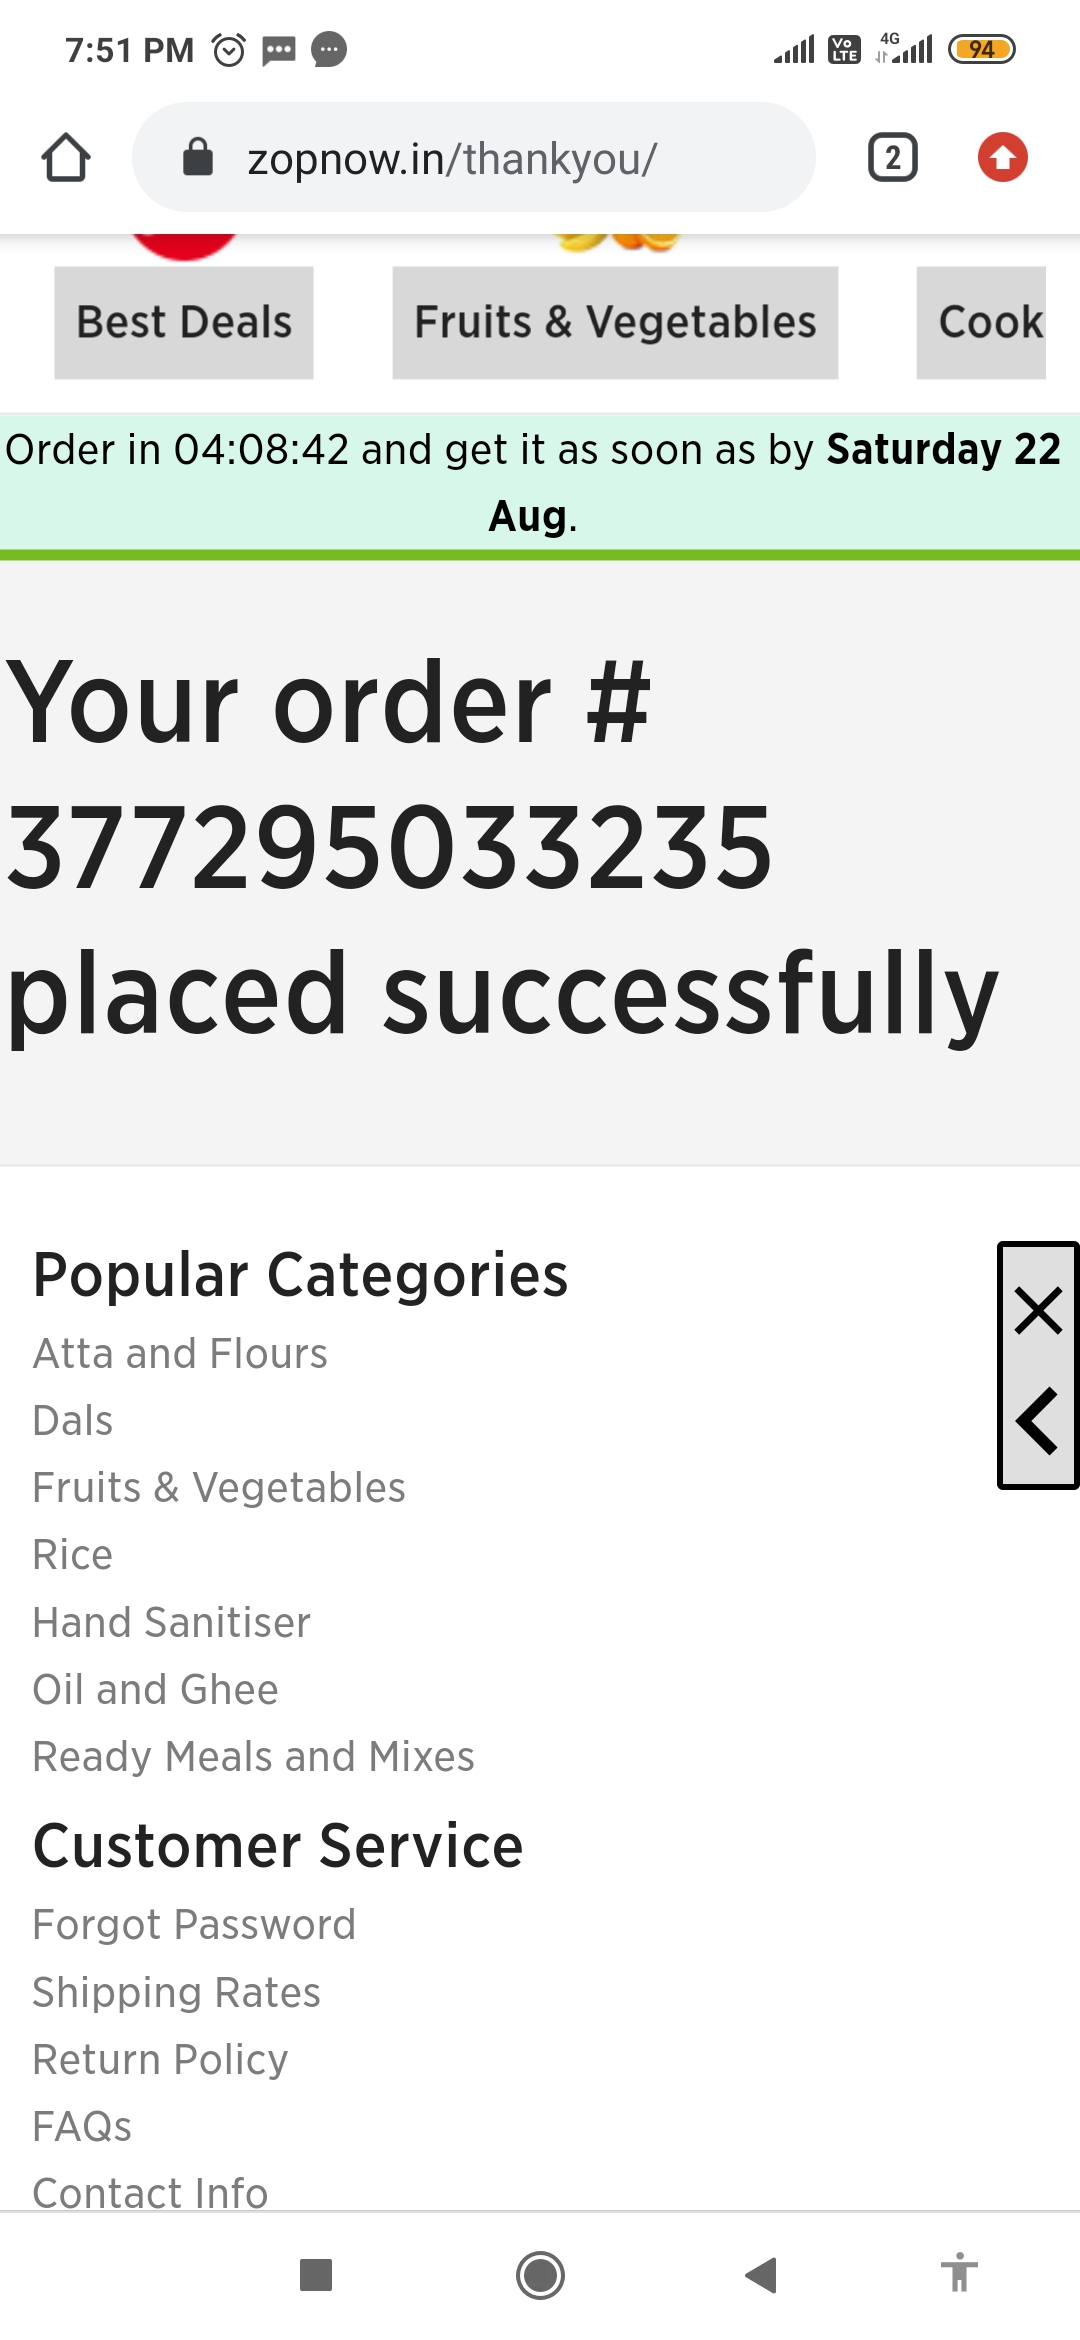 7:51 PM
Vo LTE
4G
94
zopnow.in/thankyou/
2
Best Deals
Fruits & Vegetables
Cook
Order in 04:08:42 and get it as soon as by Saturday 22
Aug.
Your order #
377295033235
placed successfully
Popular Categories
Atta and Flours
Dals
Fruits & Vegetables
Rice
Hand Sanitiser
Oil and Ghee
Ready Meals and Mixes
Customer Service
Forgot Password
Shipping Rates
Return Policy
FAQs
Contact Info